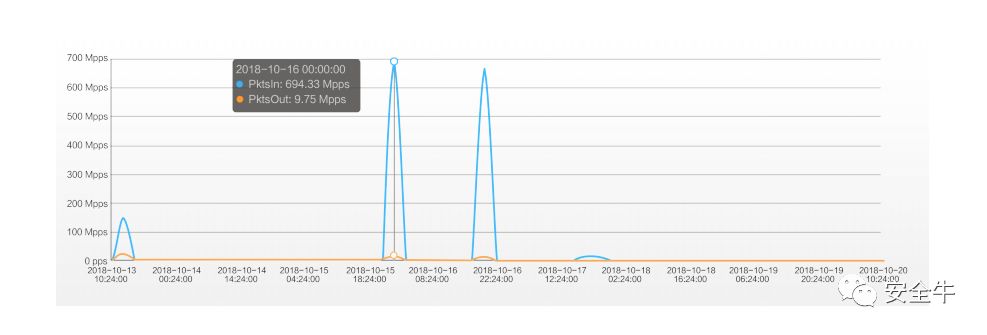 700 Mpps
2018-10-16 00:00:00
PktsIn: 694.33 Mpps
PktsOut: 9.75 Mpps
600 Mpps
500 Mpps
400 Mpps
300 Mpps
200 Mpps
100 Mpps
0 pps
2018-10-13 2018-10-14 2018-10-14 2018-10-15 2018-10-15 2018-10-16 2018-10-16 2018-10-17 2018-10-18 2018-10-18 2018-10-19 2018-10-19 2018-10-20
10:24:00 00:24:00 14:24:00 04:24:00 18:24:00 08:24:00 22:24:00 12:24:00 02:24:00 16:24:00 06:24:00 20:24:00 10:24:00
安全牛